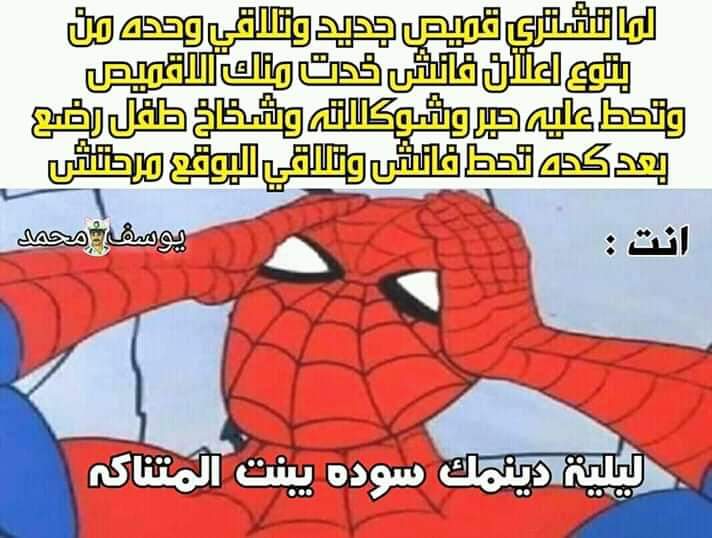 لما تشتري قميص جديد وتلاقي وحده من
بتوع اعلان فانش خدت منك الاقميص
وتحط عليه حبر وشوكلاته وشخاخ طفل رضع
بعد كده تحط فانش وتلاقي البوقع مرحتش
انت :
يوسف محمد
ليلية دينمك سوده يبنت المتناكه